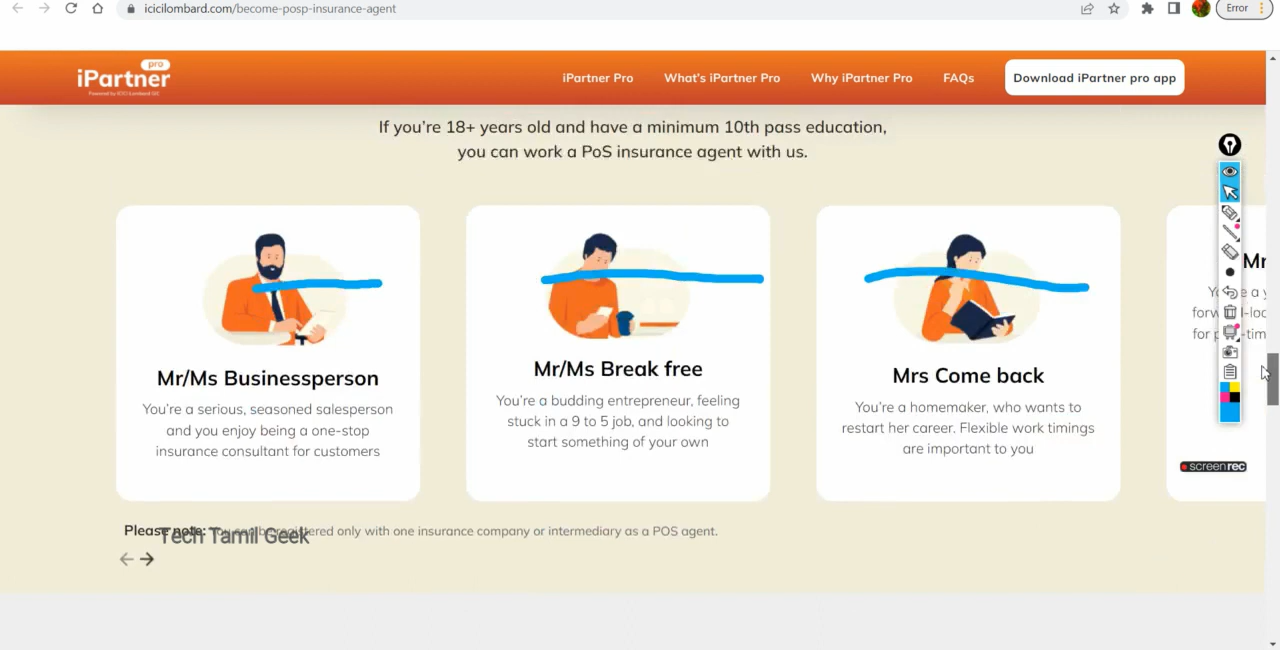 icicilombard.com/become-posp-insurance-agent
Error
pro
iPartner
Powered by ICICI Lombard GIC
iPartner Pro
What's iPartner Pro
Why iPartner Pro
FAQs
Download iPartner pro app
If you're 18+ years old and have a minimum 10th pass education,
you can work a PoS insurance agent with us.
Mr/Ms Businessperson
You're a serious, seasoned salesperson
and you enjoy being a one-stop
insurance consultant for customers
Mr/Ms Break free
You're a budding entrepreneur, feeling
stuck in a 9 to 5 job, and looking to
start something of your own
Mrs Come back
You're a homemaker, who wants to
restart her career. Flexible work timings
are important to you
Mr
screenrec
Please note: You can be registered only with one insurance company or intermediary as a POS agent.
Tech Tamil Geek